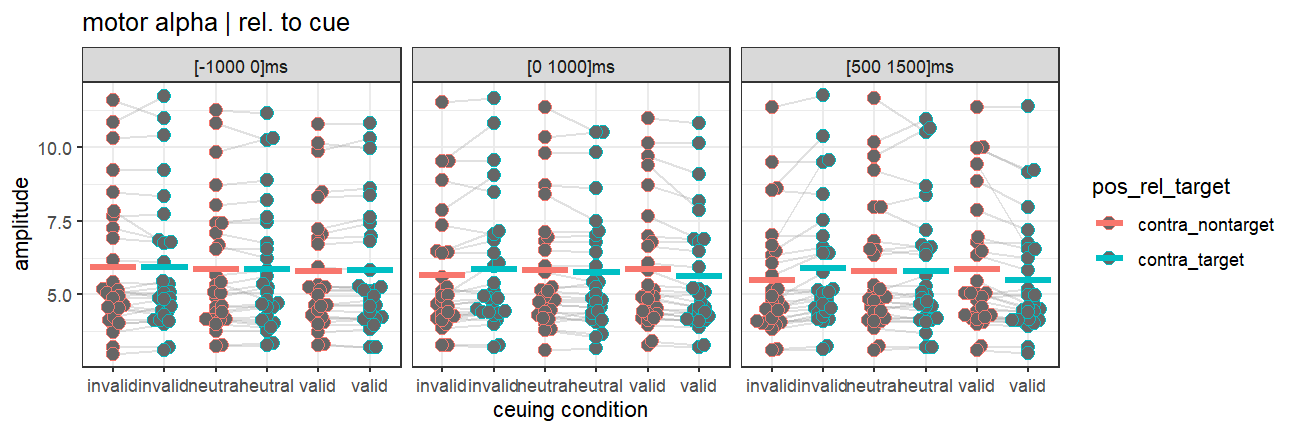 motor alpha | rel. to cue
[-1000 0]ms
[0 1000]ms
[500 1500]ms
amplitude
10.0
7.5
5.0
invalid invalid neutral neutral valid valid
invalid invalid neutral neutral valid valid
invalid invalid neutral neutral valid valid
ceuing condition
pos_rel_target
contra_nontarget
contra_target